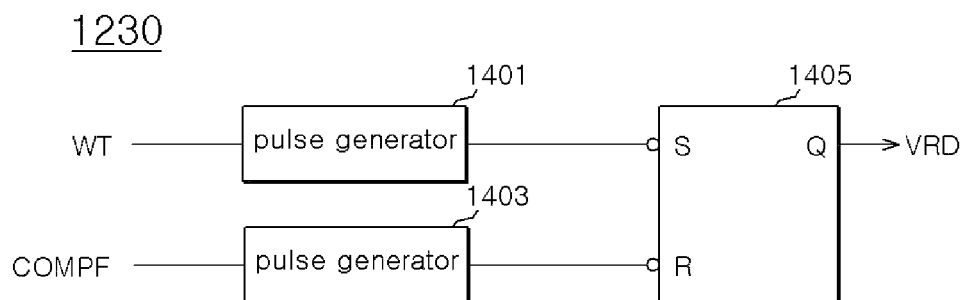 1230
1401
1405
WT
pulse generator
S
Q
VRD
1403
COMPF
pulse generator
R